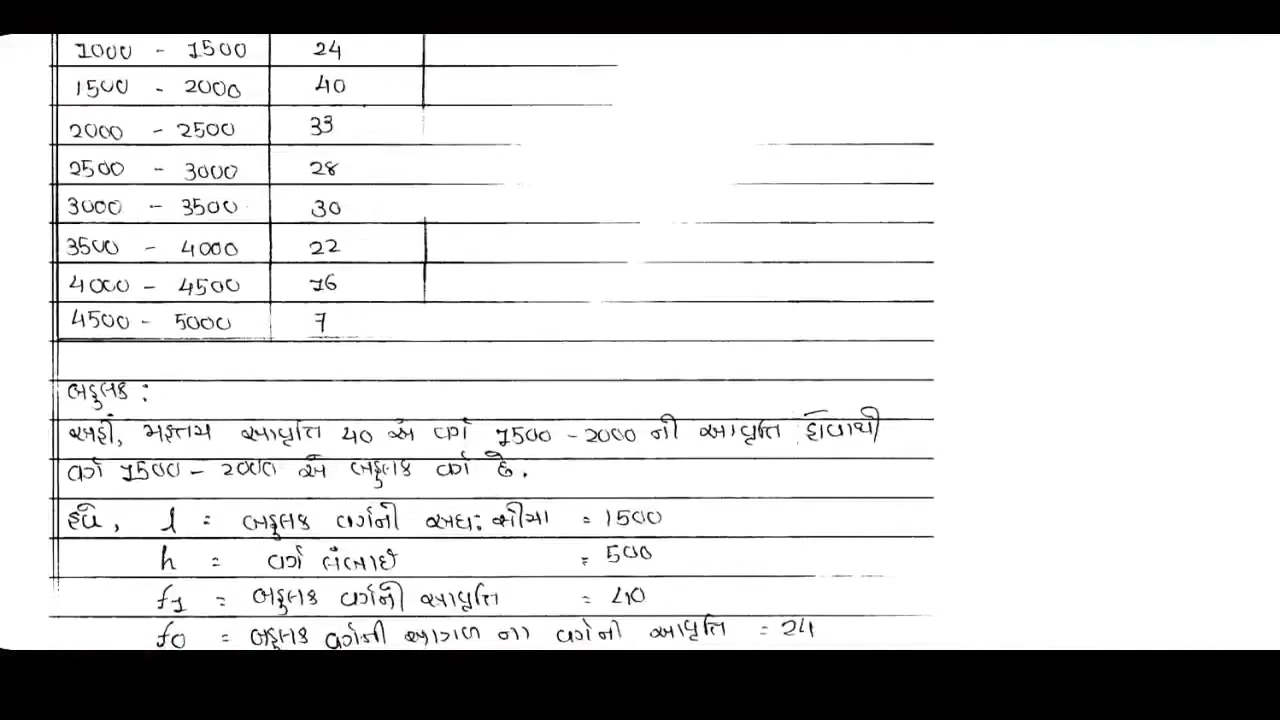 1000 - 1500 24
1500 - 2000 40
2000 - 2500 33
2500 - 3000 28
3000 - 3500 30
3500 - 4000 22
4000 - 4500 16
4500 - 5000 7
બહુલક :
અહીં, મહત્તમ આવૃત્તિ 40 એ વર્ગ 1500 - 2000 ની આવૃત્તિ હોવાથી
વર્ગ 1500 - 2000 એ બહુલક વર્ગ છે.
હવે, l = બહુલક વર્ગની અધઃસીમા = 1500
h = વર્ગ લંબાઈ = 500
f1 = બહુલક વર્ગની આવૃત્તિ = 40
f0 = બહુલક વર્ગની આગળ ના વર્ગની આવૃત્તિ = 24